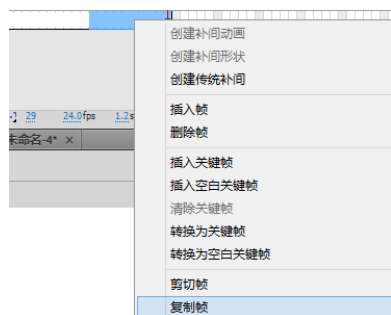 创建补间动画
创建补间形状
创建传统补间
插入帧
删除帧
29 24.0fps 1.2s
未命名-4* ×
插入关键帧
插入空白关键帧
清除关键帧
转换为关键帧
转换为空白关键帧
剪切帧
复制帧